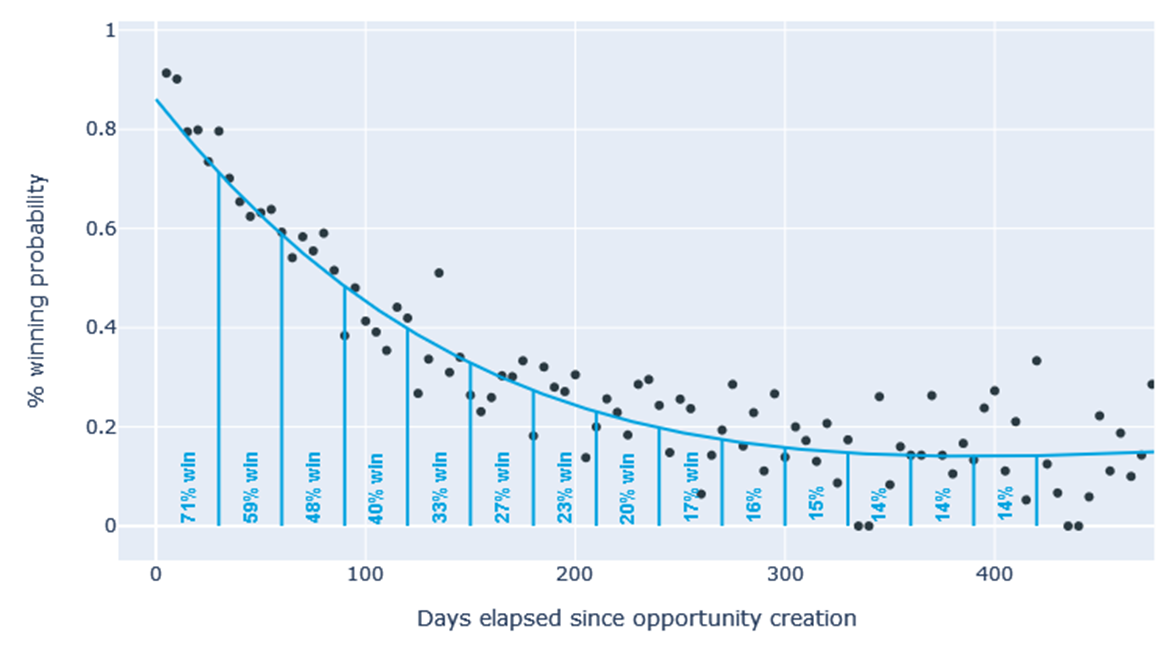 1
0.8
0.6
0.4
0.2
0
% winning probability
71% win
59% win
48% win
40% win
33% win
27% win
23% win
20% win
17% win
16%
15%
14%
14%
14%
0
100
200
300
400
Days elapsed since opportunity creation